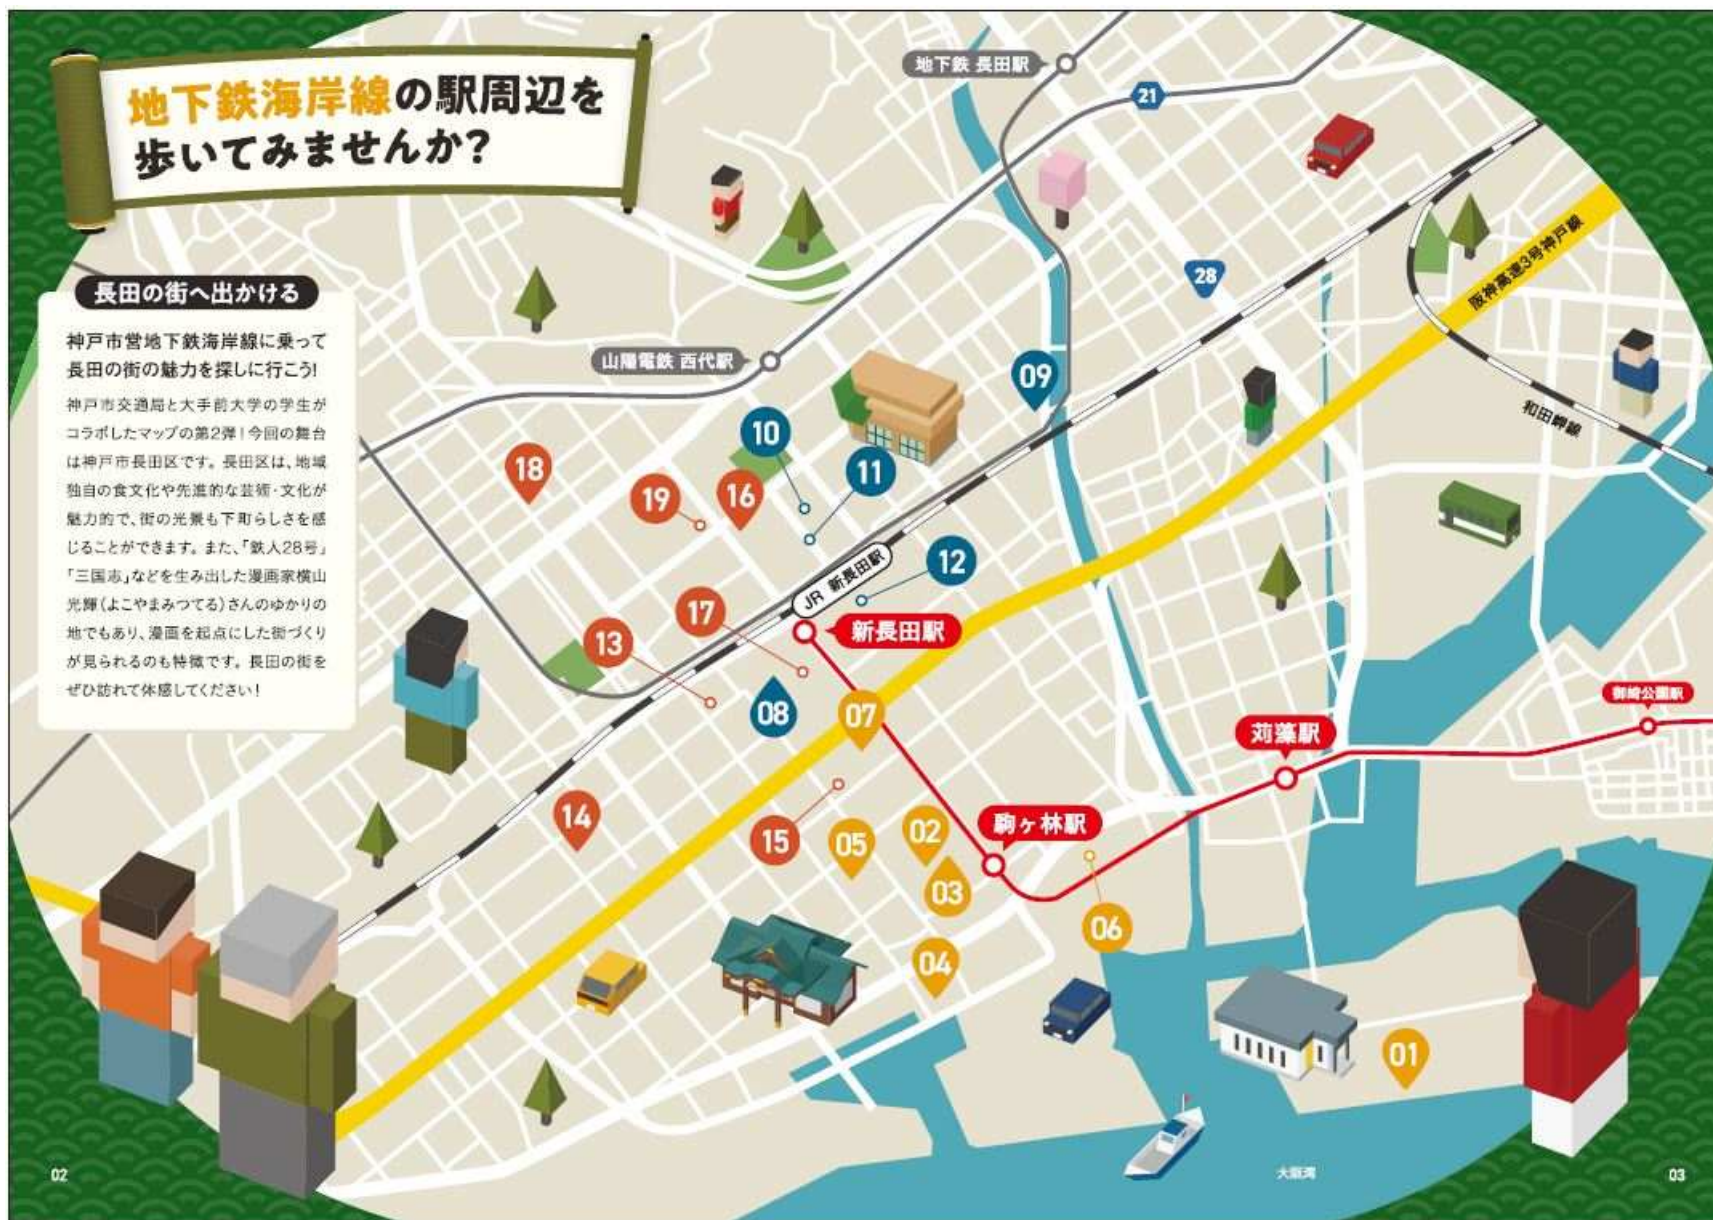 地下鉄海岸線の駅周辺を
歩いてみませんか?
長田の街へ出かける
神戸市営地下鉄海岸線に乗って
長田の街の魅力を探しに行こう!
神戸市交通局と大手前大学の学生が
コラボしたマップの第2弾!今回の舞台
は神戸市長田区です。長田区は、地域
独自の食文化や先進的な芸術・文化が
魅力的で、街の光景も下町らしさを感
じることができます。また、「鉄人28号」
「三国志」などを生み出した漫画家横山
光輝(よこやまみつてる)さんのゆかりの
地でもあり、漫画を起点にした街づくり
が見られるのも特徴です。長田の街を
ぜひ訪れて体感してください!
地下鉄 長田駅
21
28
阪神高速3号神戸線
山陽電鉄 西代駅
09
和田岬線
10
11
18
19
16
12
JR 新長田駅
17
新長田駅
13
08
07
御崎公園駅
苅藻駅
14
15
05
02
駒ヶ林駅
03
06
04
01
大阪湾
02
03